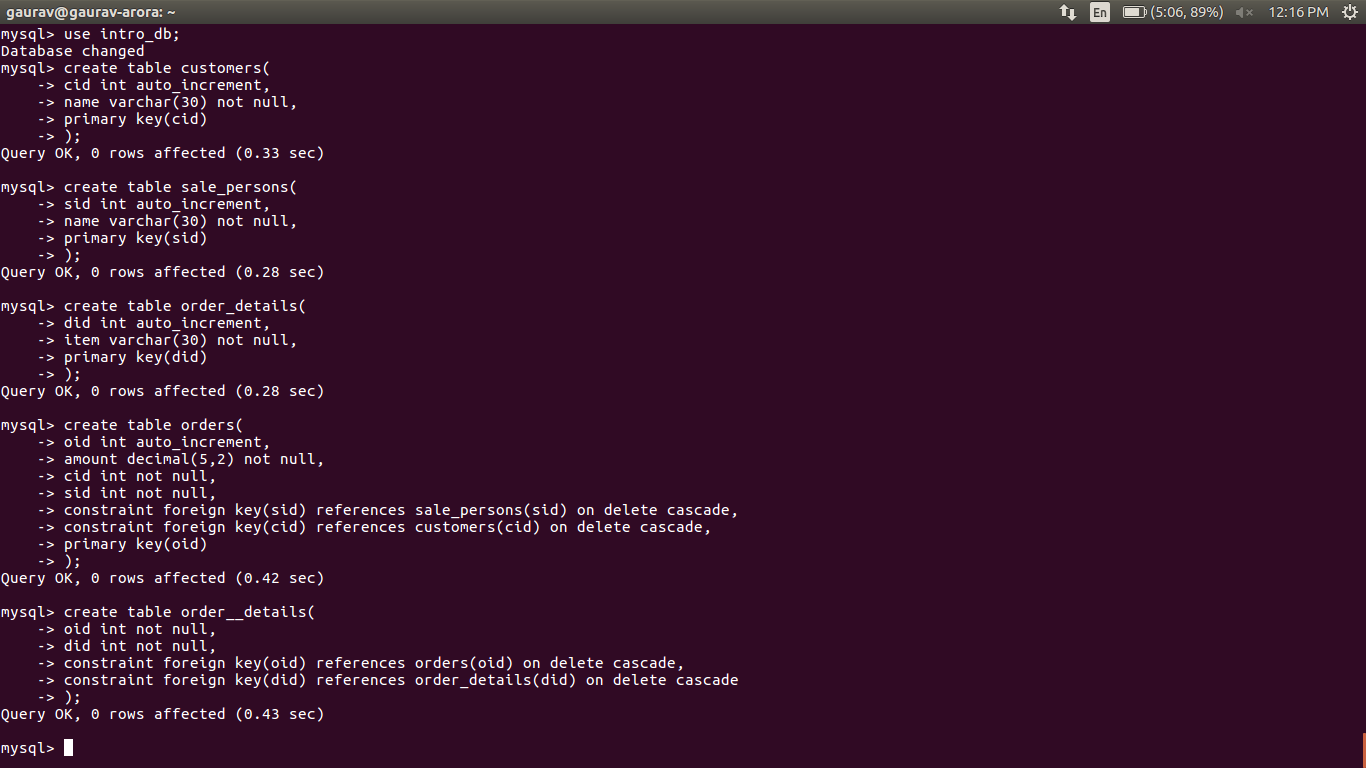 gaurav@gaurav-arora: ~ En (5:06, 89%) 12:16 PM
mysql> use intro_db;
Database changed
mysql> create table customers(
    -> cid int auto_increment,
    -> name varchar(30) not null,
    -> primary key(cid)
    -> );
Query OK, 0 rows affected (0.33 sec)

mysql> create table sale_persons(
    -> sid int auto_increment,
    -> name varchar(30) not null,
    -> primary key(sid)
    -> );
Query OK, 0 rows affected (0.28 sec)

mysql> create table order_details(
    -> did int auto_increment,
    -> item varchar(30) not null,
    -> primary key(did)
    -> );
Query OK, 0 rows affected (0.28 sec)

mysql> create table orders(
    -> oid int auto_increment,
    -> amount decimal(5,2) not null,
    -> cid int not null,
    -> sid int not null,
    -> constraint foreign key(sid) references sale_persons(sid) on delete cascade,
    -> constraint foreign key(cid) references customers(cid) on delete cascade,
    -> primary key(oid)
    -> );
Query OK, 0 rows affected (0.42 sec)

mysql> create table order__details(
    -> oid int not null,
    -> did int not null,
    -> constraint foreign key(oid) references orders(oid) on delete cascade,
    -> constraint foreign key(did) references order_details(did) on delete cascade
    -> );
Query OK, 0 rows affected (0.43 sec)

mysql>